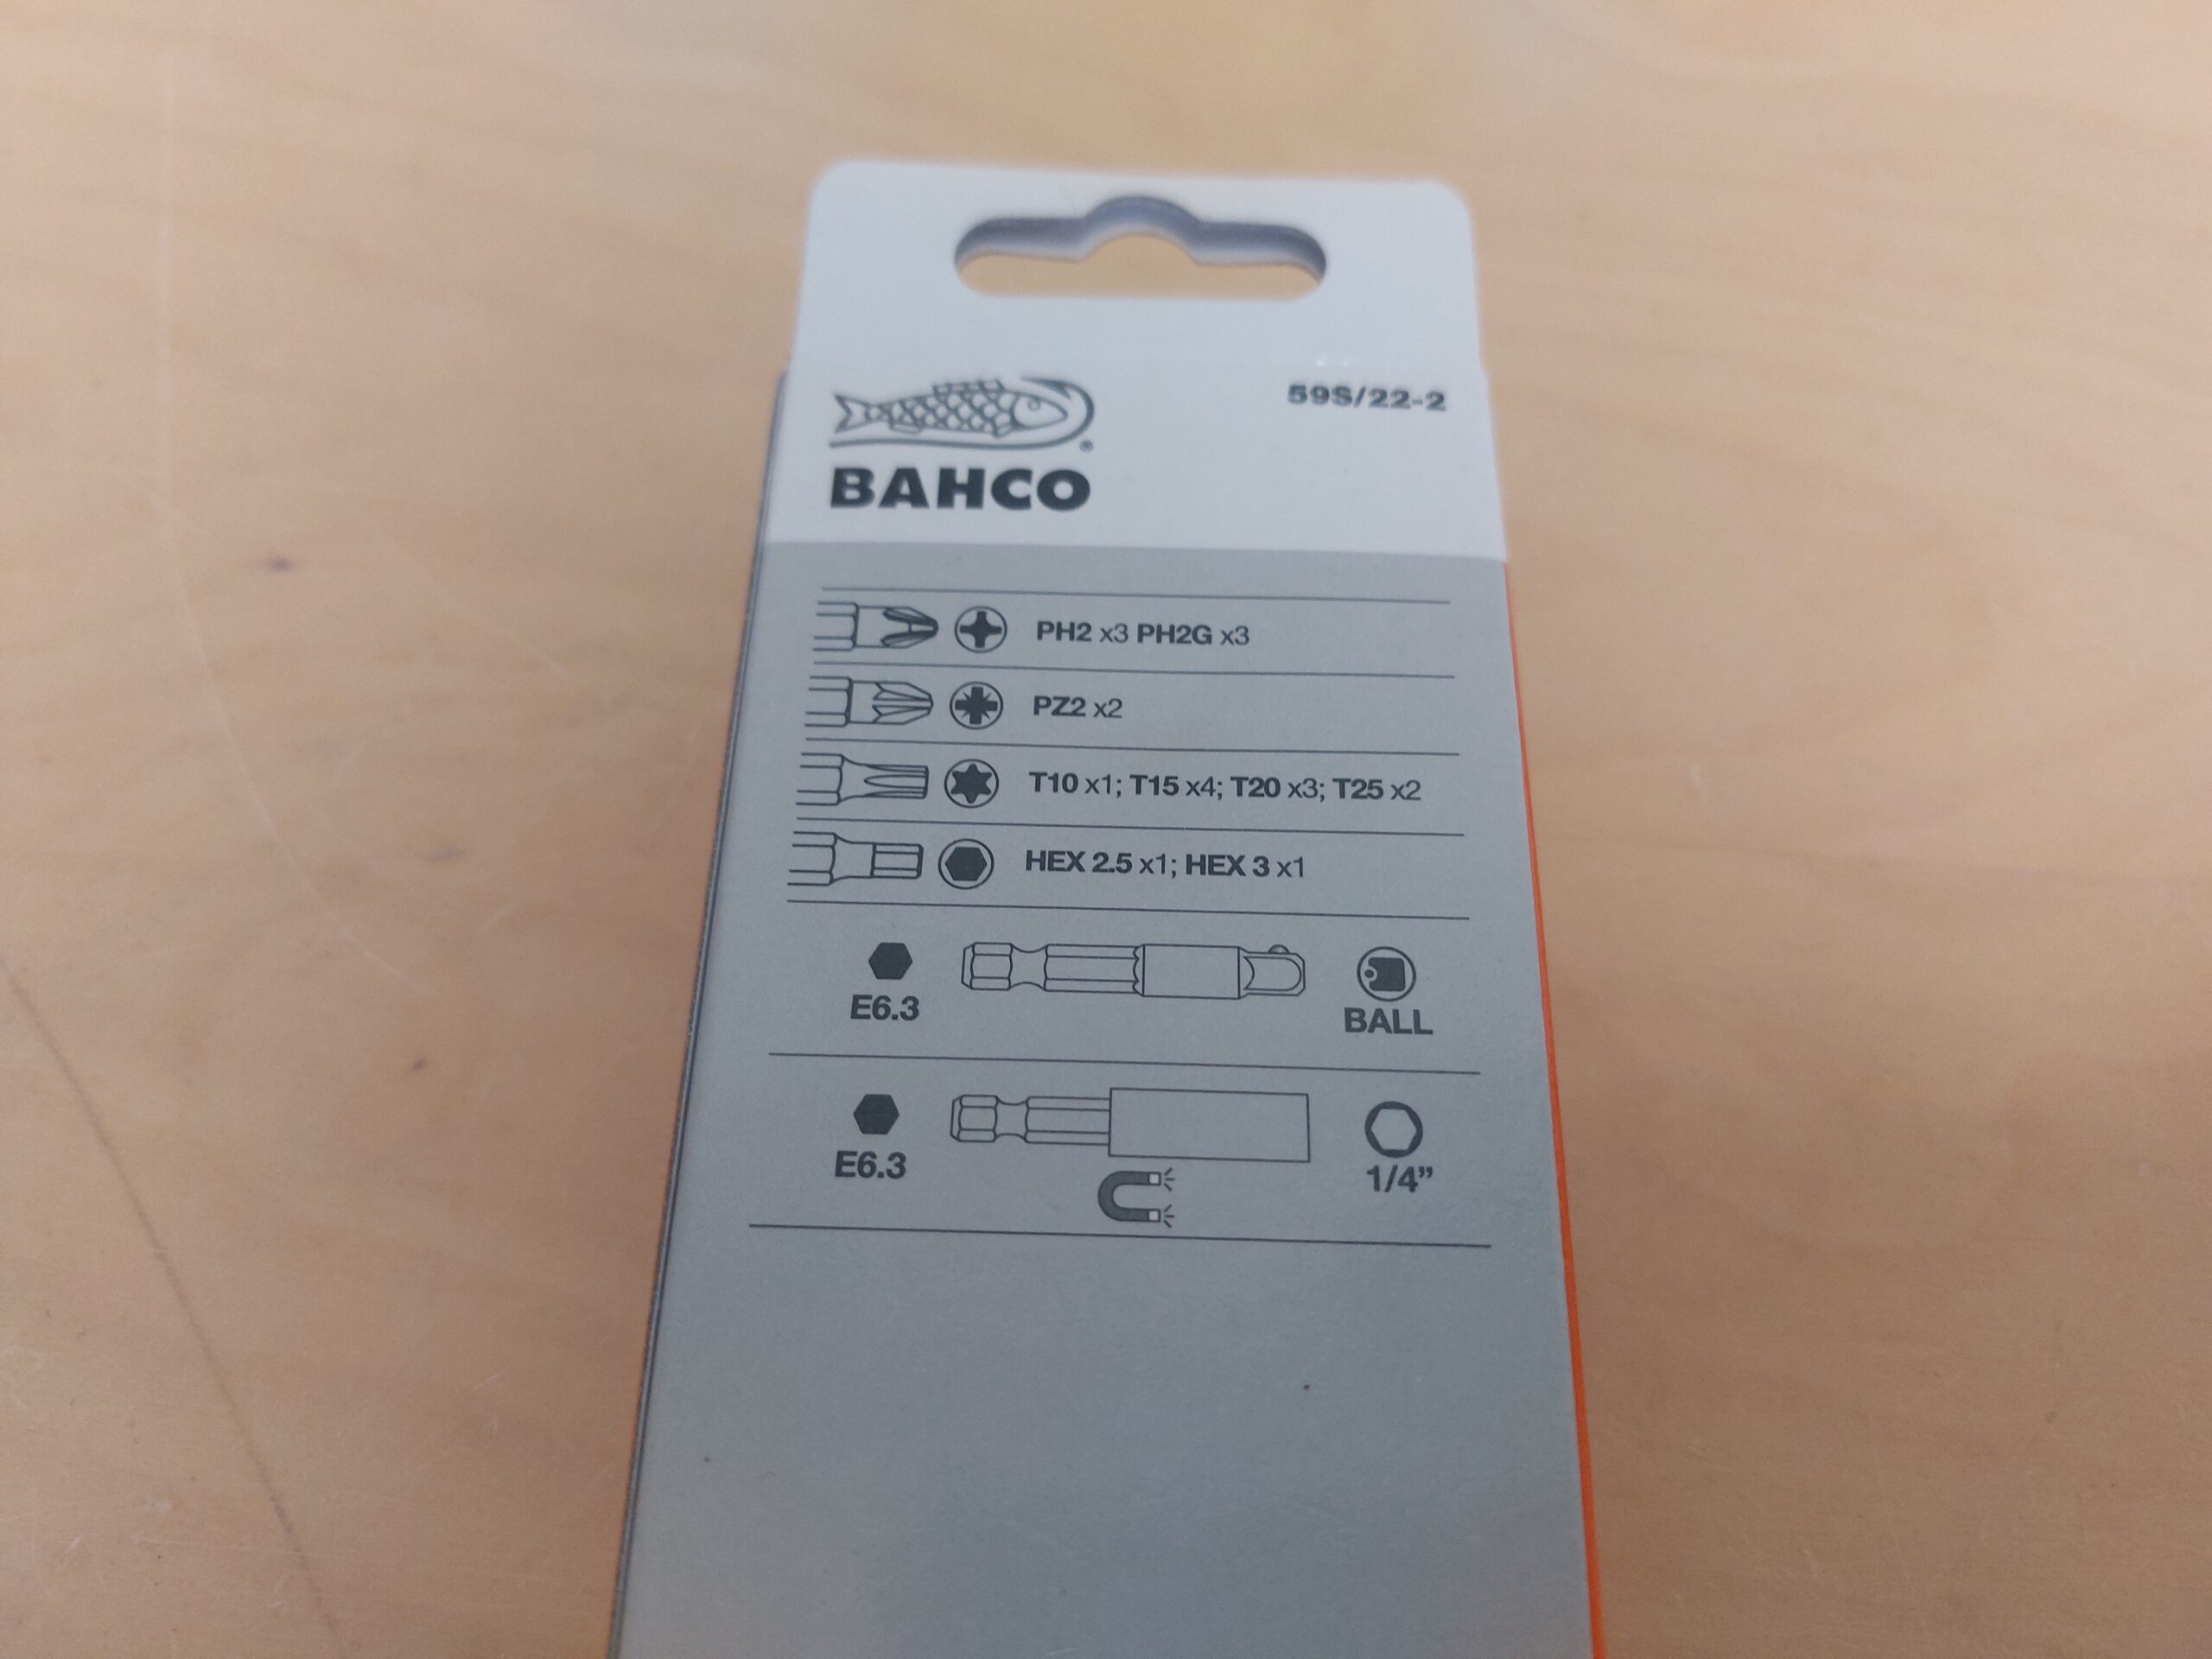 59S/22-2
®
BAHCO
PH2 x3 PH2G x3
PZ2 x2
T10 x1; T15 x4; T20 x3; T25 x2
HEX 2.5 x1; HEX 3 x1
E6.3
BALL
E6.3
1/4”